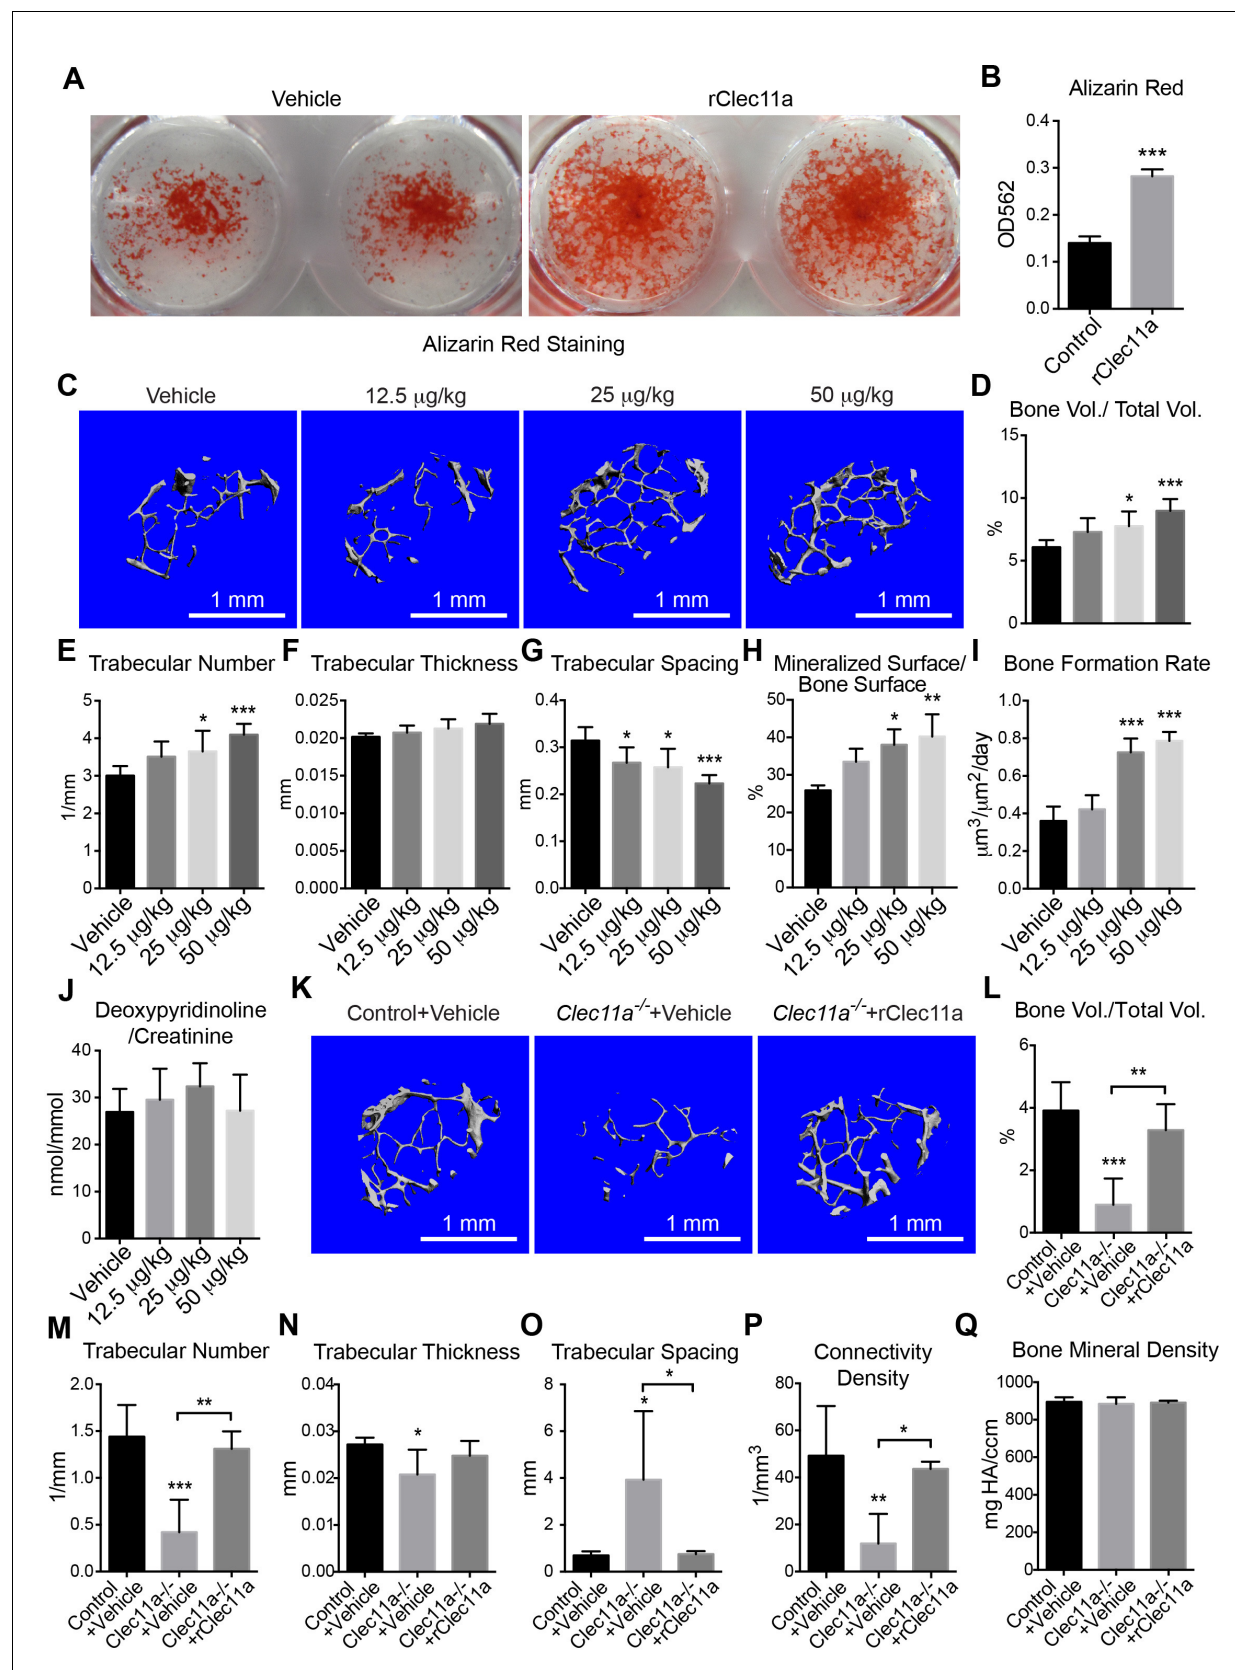 A
Vehicle
rClec11a
Alizarin Red Staining
B
Alizarin Red
OD562
0.4
0.3
0.2
0.1
0.0
***
Control
rClec11a
C
Vehicle
12.5 µg/kg
25 µg/kg
50 µg/kg
1 mm
1 mm
1 mm
1 mm
D
Bone Vol./ Total Vol.
%
15
10
5
0
*
***
E
Trabecular Number
1/mm
5
4
3
2
1
0
*
***
Vehicle
12.5 µg/kg
25 µg/kg
50 µg/kg
F
Trabecular Thickness
mm
0.025
0.020
0.015
0.010
0.005
0.000
Vehicle
12.5 µg/kg
25 µg/kg
50 µg/kg
G
Trabecular Spacing
mm
0.4
0.3
0.2
0.1
0.0
*
*
***
Vehicle
12.5 µg/kg
25 µg/kg
50 µg/kg
H
Mineralized Surface/
Bone Surface
%
50
40
30
20
10
0
*
**
Vehicle
12.5 µg/kg
25 µg/kg
50 µg/kg
I
Bone Formation Rate
µm³/µm²/day
1.0
0.8
0.6
0.4
0.2
0.0
***
***
Vehicle
12.5 µg/kg
25 µg/kg
50 µg/kg
J
Deoxypyridinoline
/Creatinine
nmol/mmol
40
30
20
10
0
Vehicle
12.5 µg/kg
25 µg/kg
50 µg/kg
K
Control+Vehicle
Clec11a-/-+Vehicle
Clec11a-/-+rClec11a
1 mm
1 mm
1 mm
L
Bone Vol./Total Vol.
%
6
4
2
0
***
**
Control
+Vehicle
Clec11a-/-
+Vehicle
Clec11a-/-
+rClec11a
M
Trabecular Number
1/mm
2.0
1.5
1.0
0.5
0.0
***
**
Control
+Vehicle
Clec11a-/-
+Vehicle
Clec11a-/-
+rClec11a
N
Trabecular Thickness
mm
0.04
0.03
0.02
0.01
0.00
*
Control
+Vehicle
Clec11a-/-
+Vehicle
Clec11a-/-
+rClec11a
O
Trabecular Spacing
mm
8
6
4
2
0
*
*
Control
+Vehicle
Clec11a-/-
+Vehicle
Clec11a-/-
+rClec11a
P
Connectivity
Density
1/mm³
80
60
40
20
0
**
*
Control
+Vehicle
Clec11a-/-
+Vehicle
Clec11a-/-
+rClec11a
Q
Bone Mineral Density
mg HA/ccm
1000
800
600
400
200
0
Control
+Vehicle
Clec11a-/-
+Vehicle
Clec11a-/-
+rClec11a